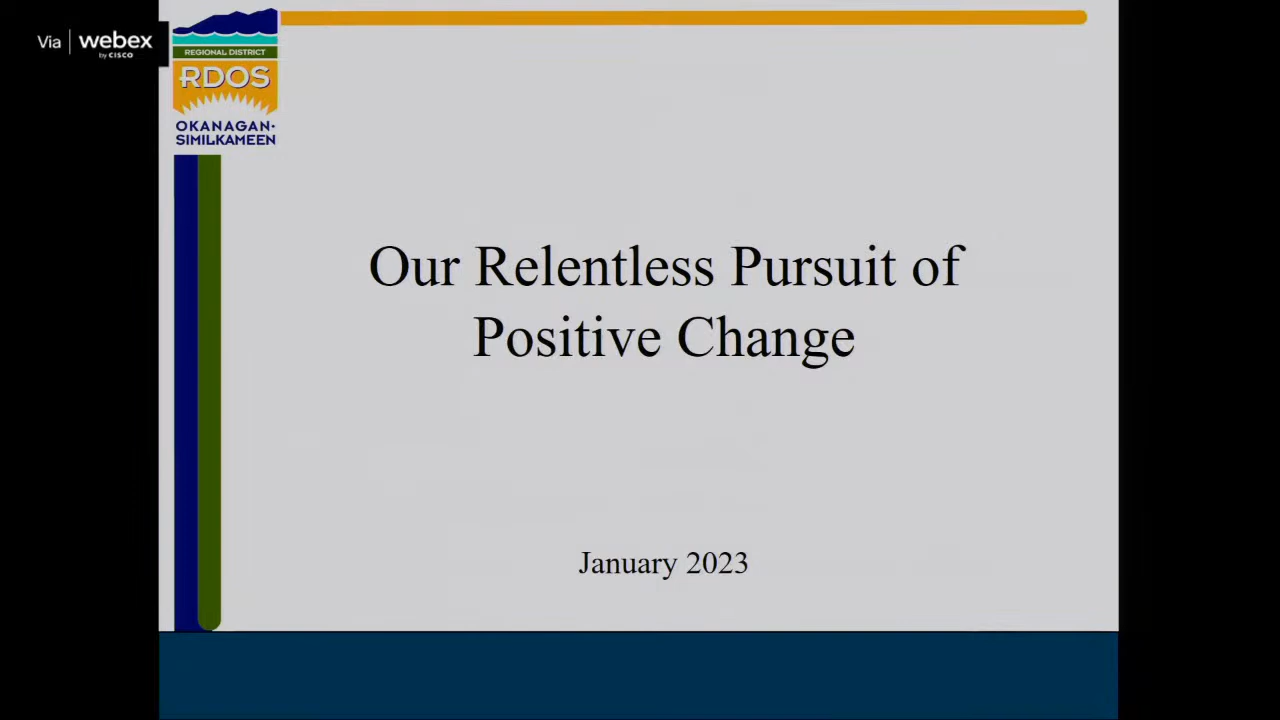 Via webex
by CISCO
REGIONAL DISTRICT
RDOS
OKANAGAN·
SIMILKAMEEN
Our Relentless Pursuit of
Positive Change
January 2023